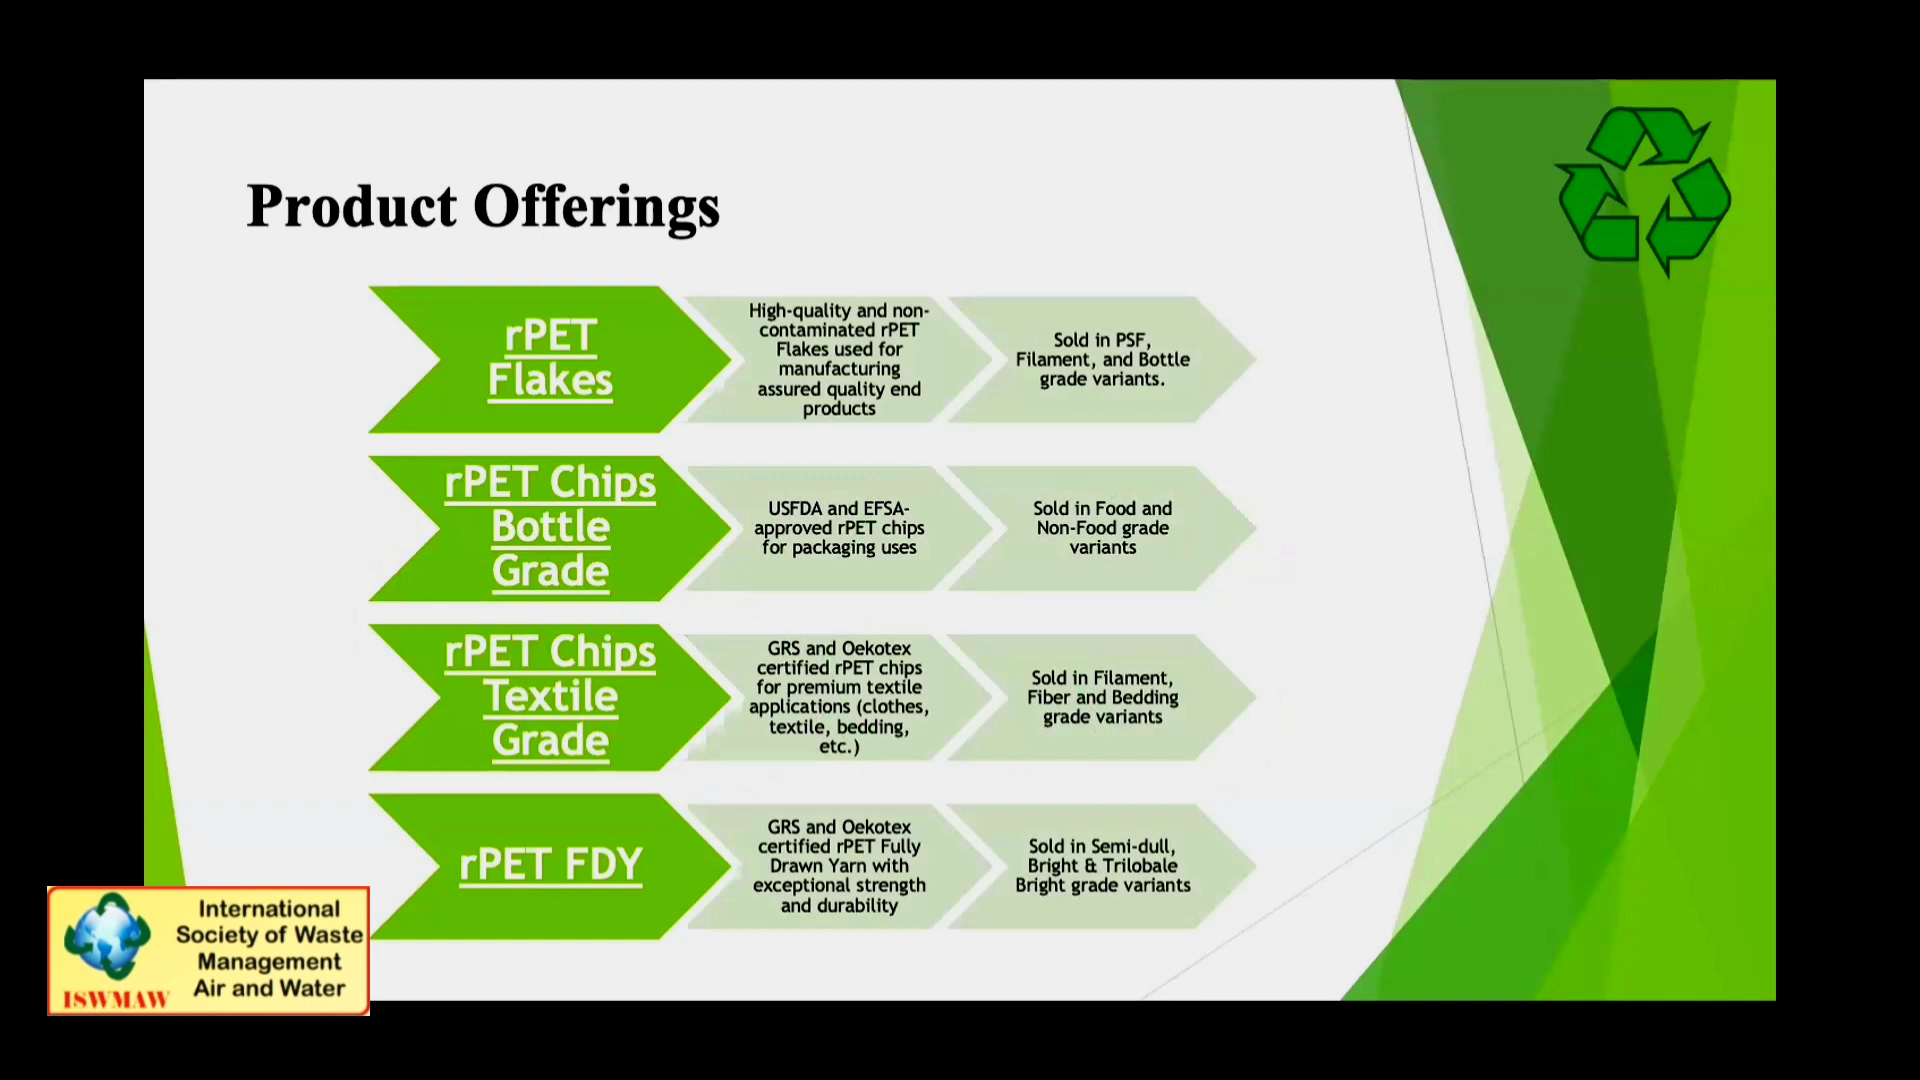 Product Offerings
rPET
Flakes
High-quality and non-
contaminated rPET
Flakes used for
manufacturing
assured quality end
products
Sold in PSF,
Filament, and Bottle
grade variants.
rPET Chips
Bottle
Grade
USFDA and EFSA-
approved rPET chips
for packaging uses
Sold in Food and
Non-Food grade
variants
rPET Chips
Textile
Grade
GRS and Oekotex
certified rPET chips
for premium textile
applications (clothes,
textile, bedding,
etc.)
Sold in Filament,
Fiber and Bedding
grade variants
rPET FDY
GRS and Oekotex
certified rPET Fully
Drawn Yarn with
exceptional strength
and durability
Sold in Semi-dull,
Bright & Trilobale
Bright grade variants
International
Society of Waste
Management
Air and Water
ISWMAW